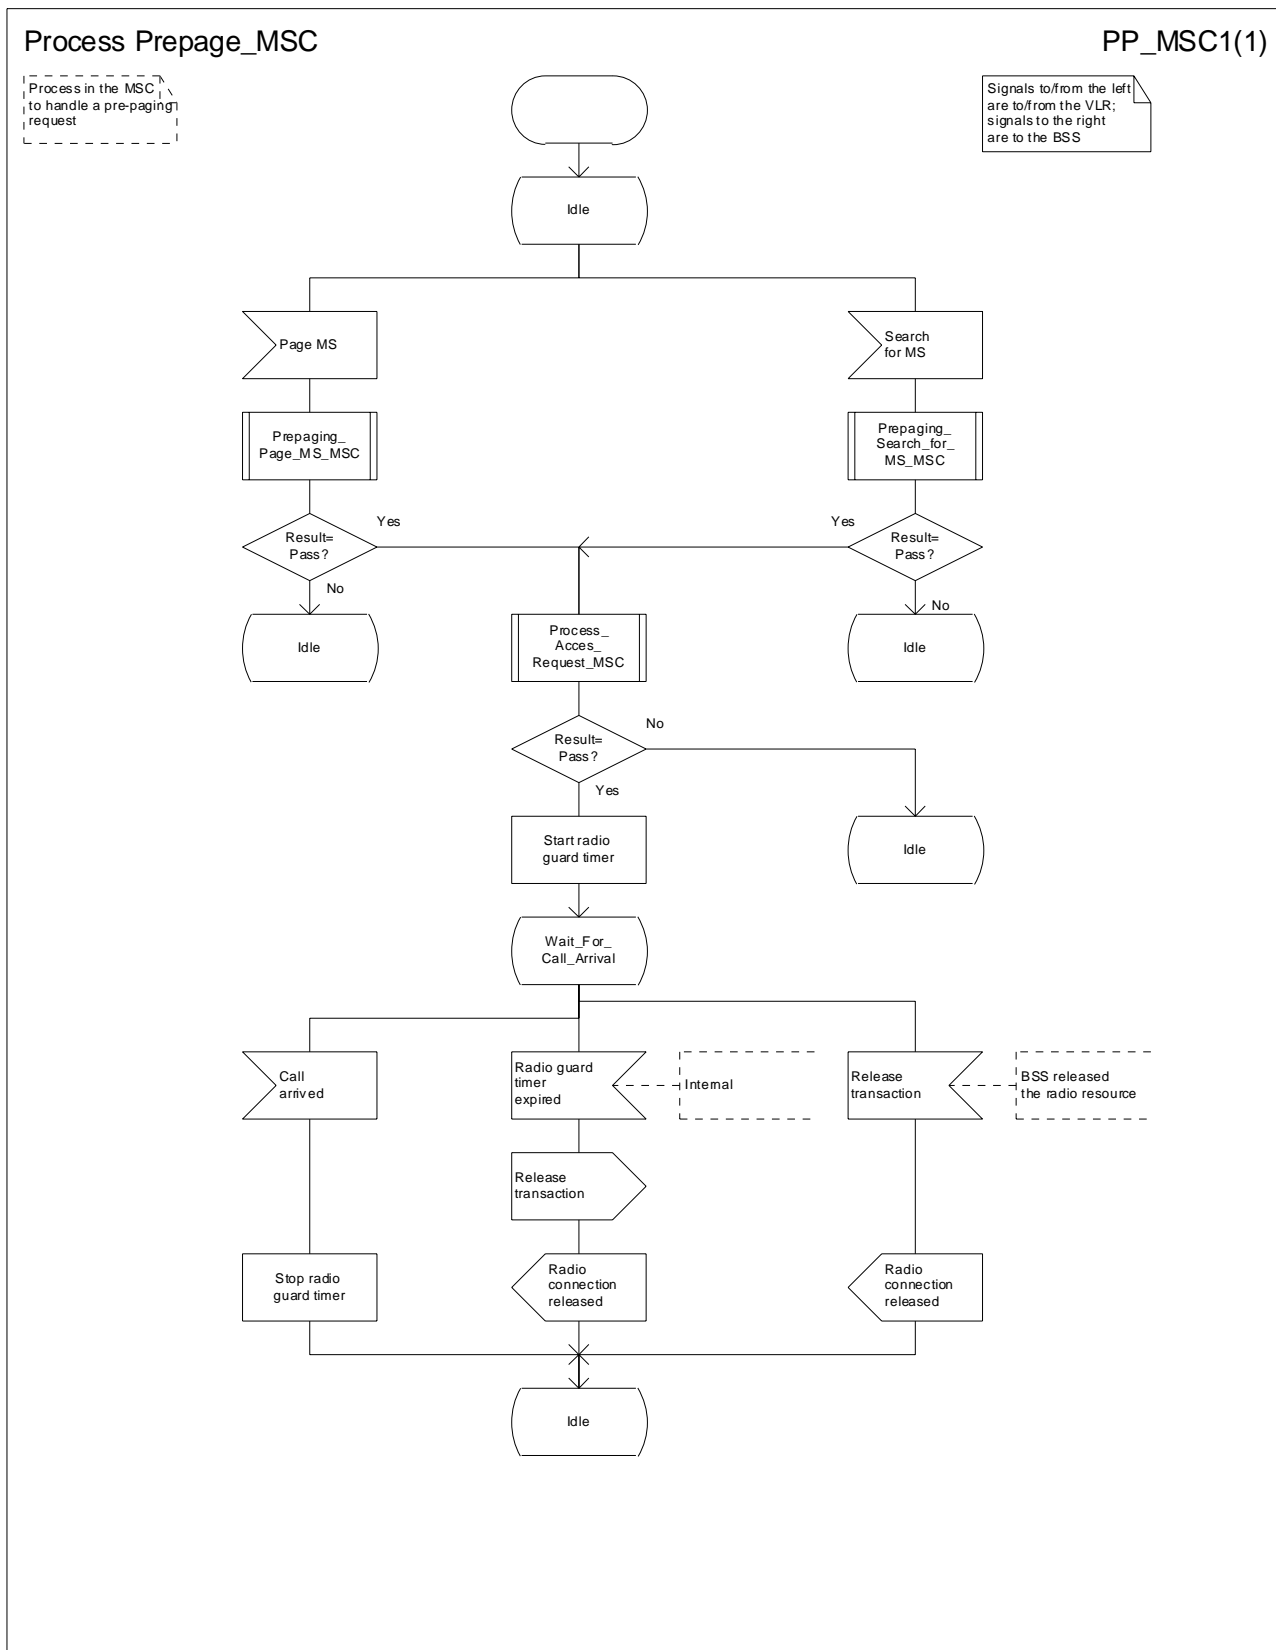 Process Prepage_MSC
PP_MSC1(1)
Process in the MSC
to handle a pre-paging
request
Signals to/from the left
are to/from the VLR;
signals to the right
are to the BSS
Idle
Page MS
Search
for MS
Prepaging_
Page_MS_MSC
Prepaging_
Search_for_
MS_MSC
Yes
Result=
Pass?
Yes
Result=
Pass?
No
No
Idle
Process_
Acces_
Request_MSC
Idle
No
Result=
Pass?
Yes
Start radio
guard timer
Idle
Wait_For_
Call_Arrival
Call
arrived
Radio guard
timer
expired
Internal
Release
transaction
BSS released
the radio resource
Release
transaction
Stop radio
guard timer
Radio
connection
released
Radio
connection
released
Idle